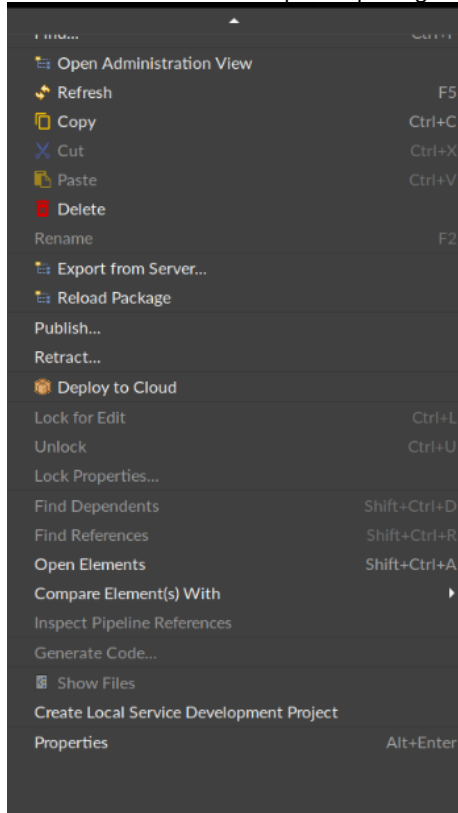 Open Administration View
Refresh F5
Copy Ctrl+C
Cut Ctrl+X
Paste Ctrl+V
Delete
Rename F2
Export from Server...
Reload Package
Publish...
Retract...
Deploy to Cloud
Lock for Edit Ctrl+L
Unlock Ctrl+U
Lock Properties...
Find Dependents Shift+Ctrl+D
Find References Shift+Ctrl+R
Open Elements Shift+Ctrl+A
Compare Element(s) With
Inspect Pipeline References
Generate Code...
Show Files
Create Local Service Development Project
Properties Alt+Enter